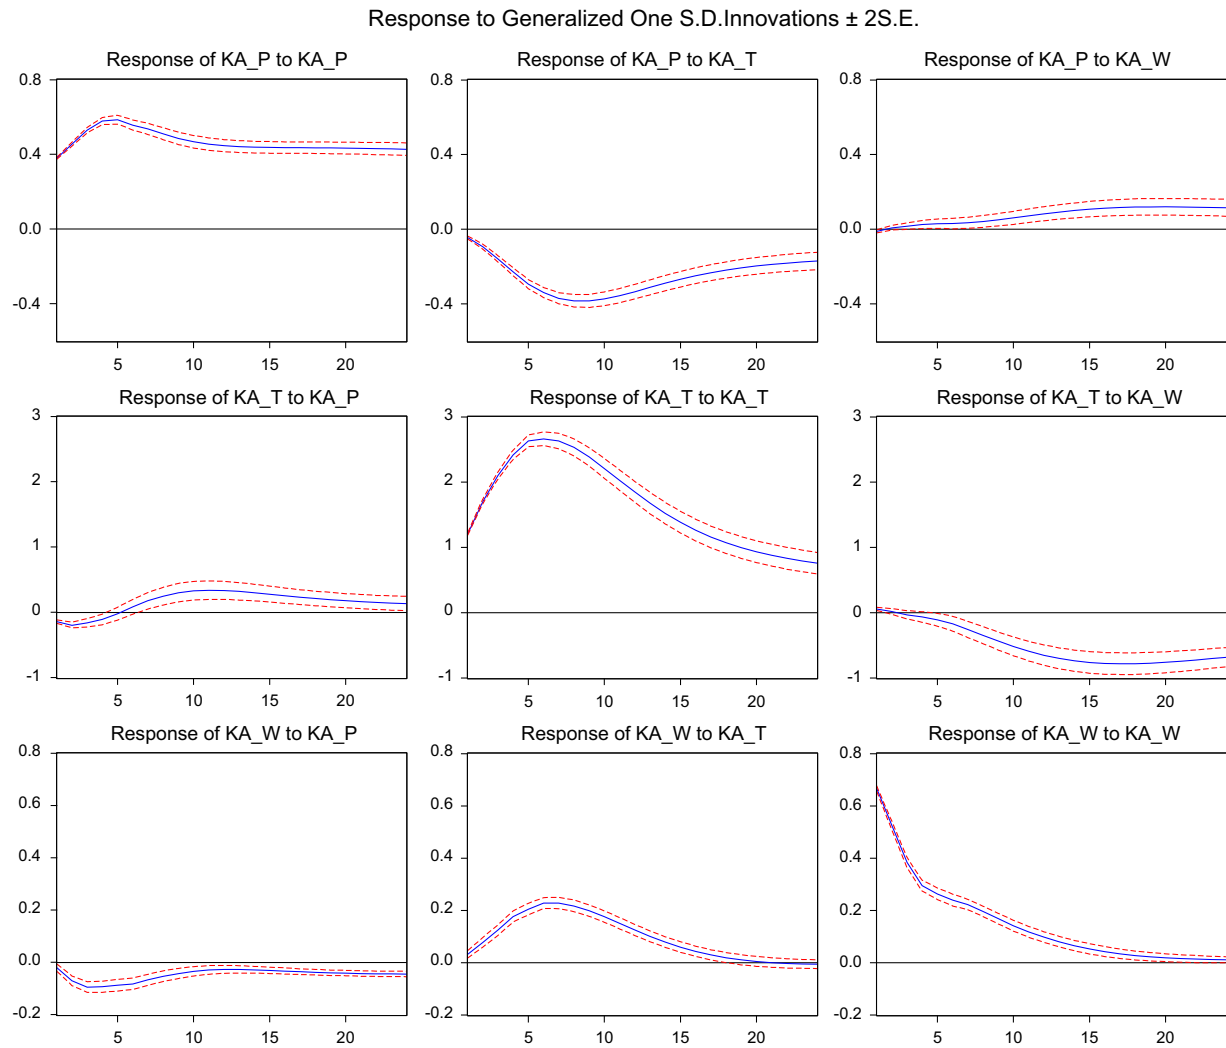 Response to Generalized One S.D.Innovations ± 2S.E.
Response of KA_P to KA_P
Response of KA_P to KA_T
Response of KA_P to KA_W
0.8
0.4
0.0
-0.4
5 10 15 20
0.8
0.4
0.0
-0.4
5 10 15 20
0.8
0.4
0.0
-0.4
5 10 15 20
Response of KA_T to KA_P
Response of KA_T to KA_T
Response of KA_T to KA_W
3
2
1
0
-1
5 10 15 20
3
2
1
0
-1
5 10 15 20
3
2
1
0
-1
5 10 15 20
Response of KA_W to KA_P
Response of KA_W to KA_T
Response of KA_W to KA_W
0.8
0.6
0.4
0.2
0.0
-0.2
5 10 15 20
0.8
0.6
0.4
0.2
0.0
-0.2
5 10 15 20
0.8
0.6
0.4
0.2
0.0
-0.2
5 10 15 20